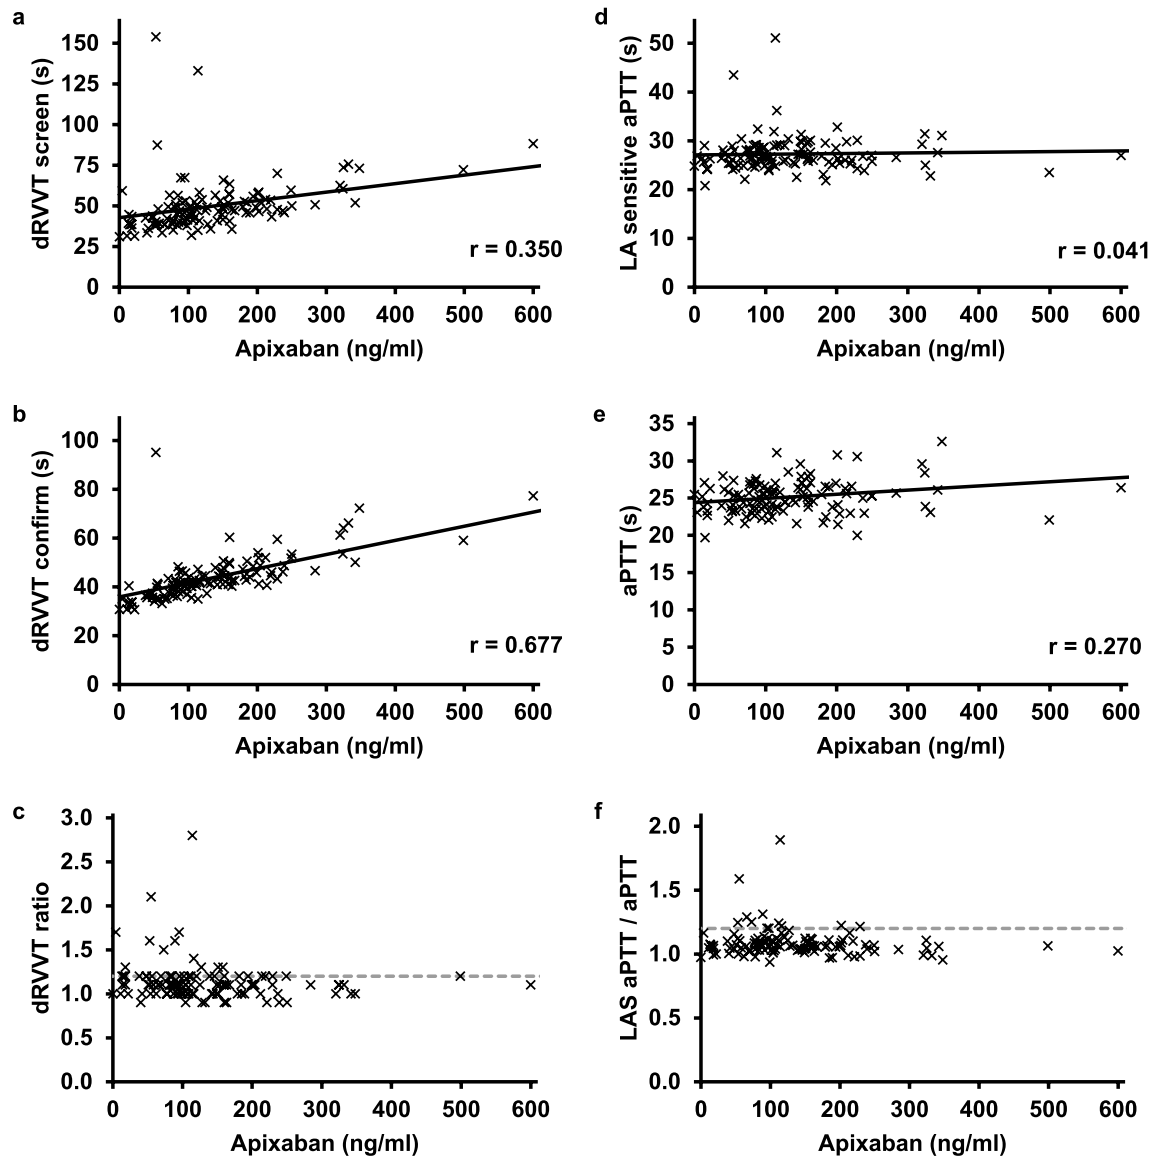 a
dRVVT screen (s)
150
125
100
75
50
25
0
r = 0.350
0 100 200 300 400 500 600
Apixaban (ng/ml)
d
LA sensitive aPTT (s)
50
40
30
20
10
0
r = 0.041
0 100 200 300 400 500 600
Apixaban (ng/ml)
b
dRVVT confirm (s)
100
80
60
40
20
0
r = 0.677
0 100 200 300 400 500 600
Apixaban (ng/ml)
e
aPTT (s)
35
30
25
20
15
10
5
0
r = 0.270
0 100 200 300 400 500 600
Apixaban (ng/ml)
c
dRVVT ratio
3.0
2.5
2.0
1.5
1.0
0.5
0.0
0 100 200 300 400 500 600
Apixaban (ng/ml)
f
LAS aPTT / aPTT
2.0
1.5
1.0
0.5
0.0
0 100 200 300 400 500 600
Apixaban (ng/ml)